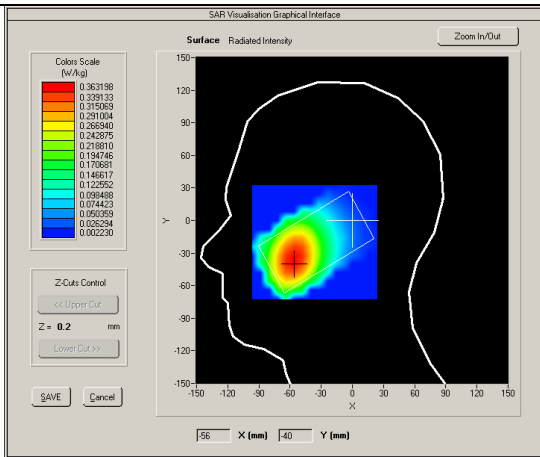 SAR Visualisation Graphical Interface
Surface Radiated Intensity
Zoom In/Out
Colors Scale
(W/kg)
0.363198
0.339133
0.315069
0.291004
0.266940
0.242875
0.218810
0.194746
0.170681
0.146617
0.122552
0.098488
0.074423
0.050359
0.026294
0.002230
Z-Cuts Control
<< Upper Cut
Z = 0.2 mm
Lower Cut >>
SAVE Cancel
150
120
90
60
30
0
-30
-60
-90
-120
-150
Y
-150 -120 -90 -60 -30 0 30 60 90 120 150
X
-56 X (mm) -40 Y (mm)